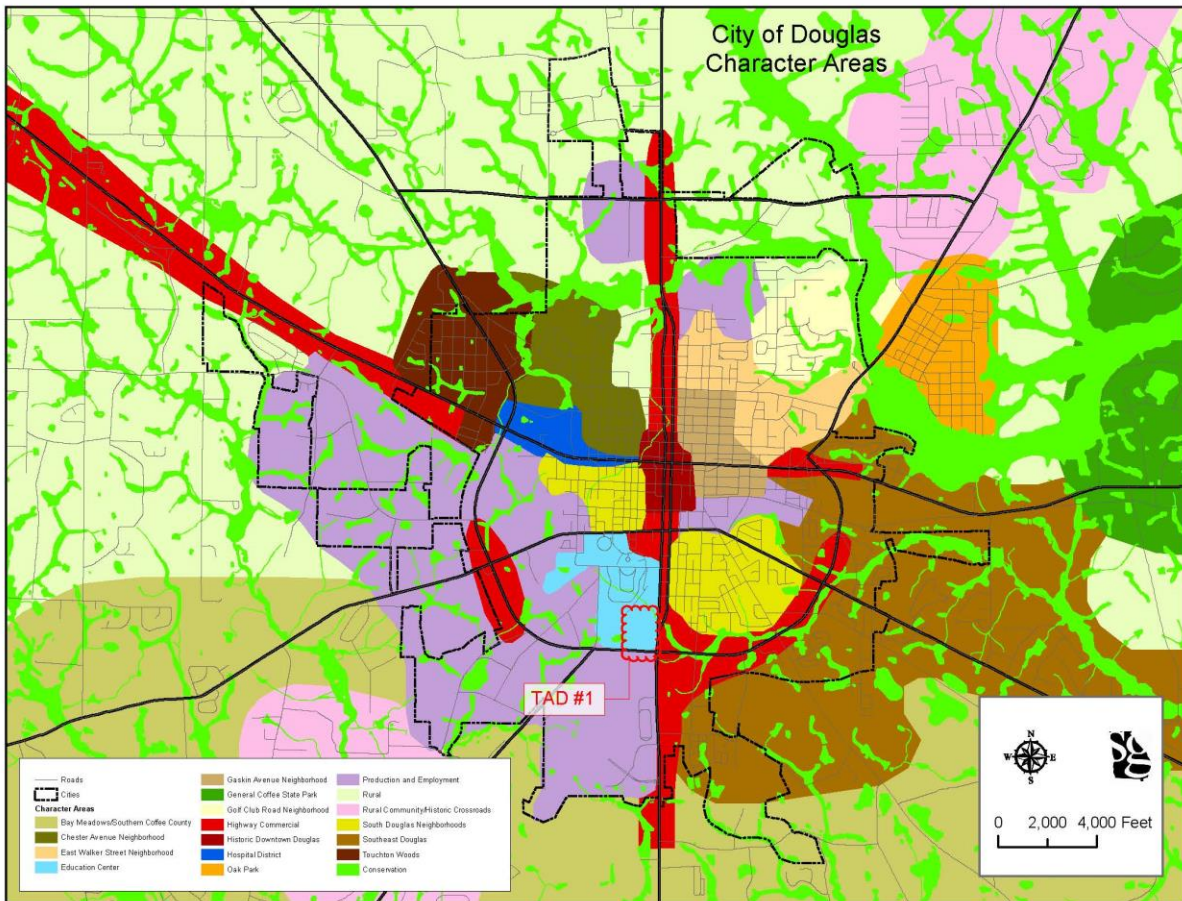 City of Douglas
Character Areas
TAD #1
Roads
Cities
Character Areas
Bay Meadows/Southern Coffee County
Chester Avenue Neighborhood
East Walker Street Neighborhood
Education Center
Gaskin Avenue Neighborhood
General Coffee State Park
Golf Club Road Neighborhood
Highway Commercial
Historic Downtown Douglas
Hospital District
Oak Park
Production and Employment
Rural
Rural Community/Historic Crossroads
South Douglas Neighborhoods
Southeast Douglas
Touchton Woods
Conservation
N
W E
S
0 2,000 4,000 Feet